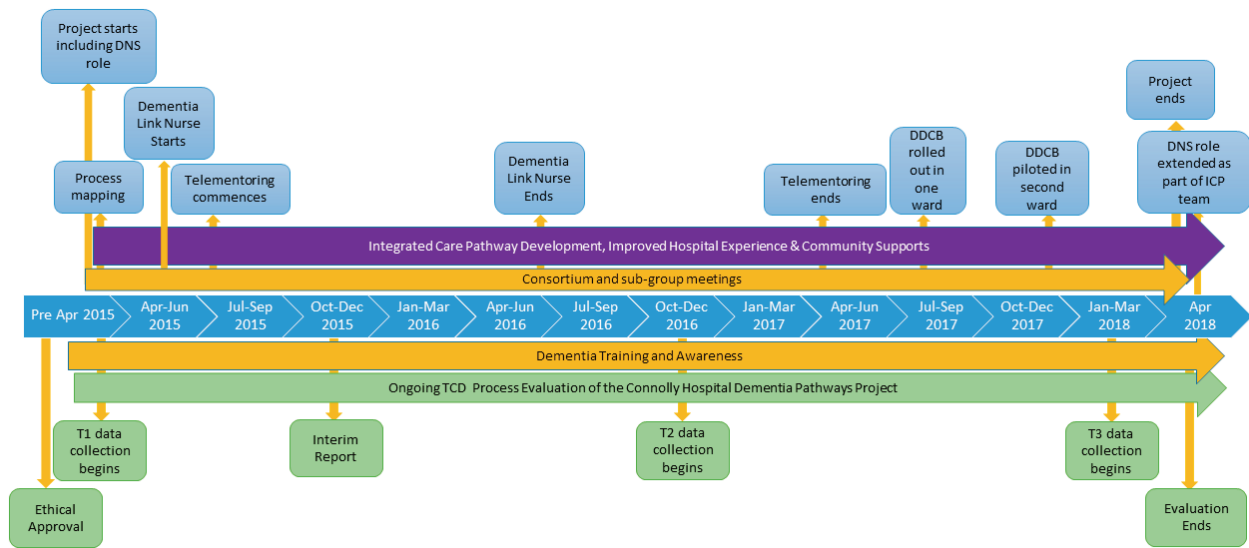 Project starts
including DNS
role
Dementia
Link Nurse
Starts
Process
mapping
Telementoring
commences
Dementia
Link Nurse
Ends
Telementoring
ends
DDCB
rolled
out in
one
ward
DDCB
piloted in
second
ward
Project
ends
DNS role
extended as
part of ICP
team
Integrated Care Pathway Development, Improved Hospital Experience & Community Supports
Consortium and sub-group meetings
Pre Apr 2015
Apr-Jun
2015
Jul-Sep
2015
Oct-Dec
2015
Jan-Mar
2016
Apr-Jun
2016
Jul-Sep
2016
Oct-Dec
2016
Jan-Mar
2017
Apr-Jun
2017
Jul-Sep
2017
Oct-Dec
2017
Jan-Mar
2018
Apr
2018
Dementia Training and Awareness
Ongoing TCD Process Evaluation of the Connolly Hospital Dementia Pathways Project
T1 data
collection
begins
Interim
Report
T2 data
collection
begins
T3 data
collection
begins
Ethical
Approval
Evaluation
Ends